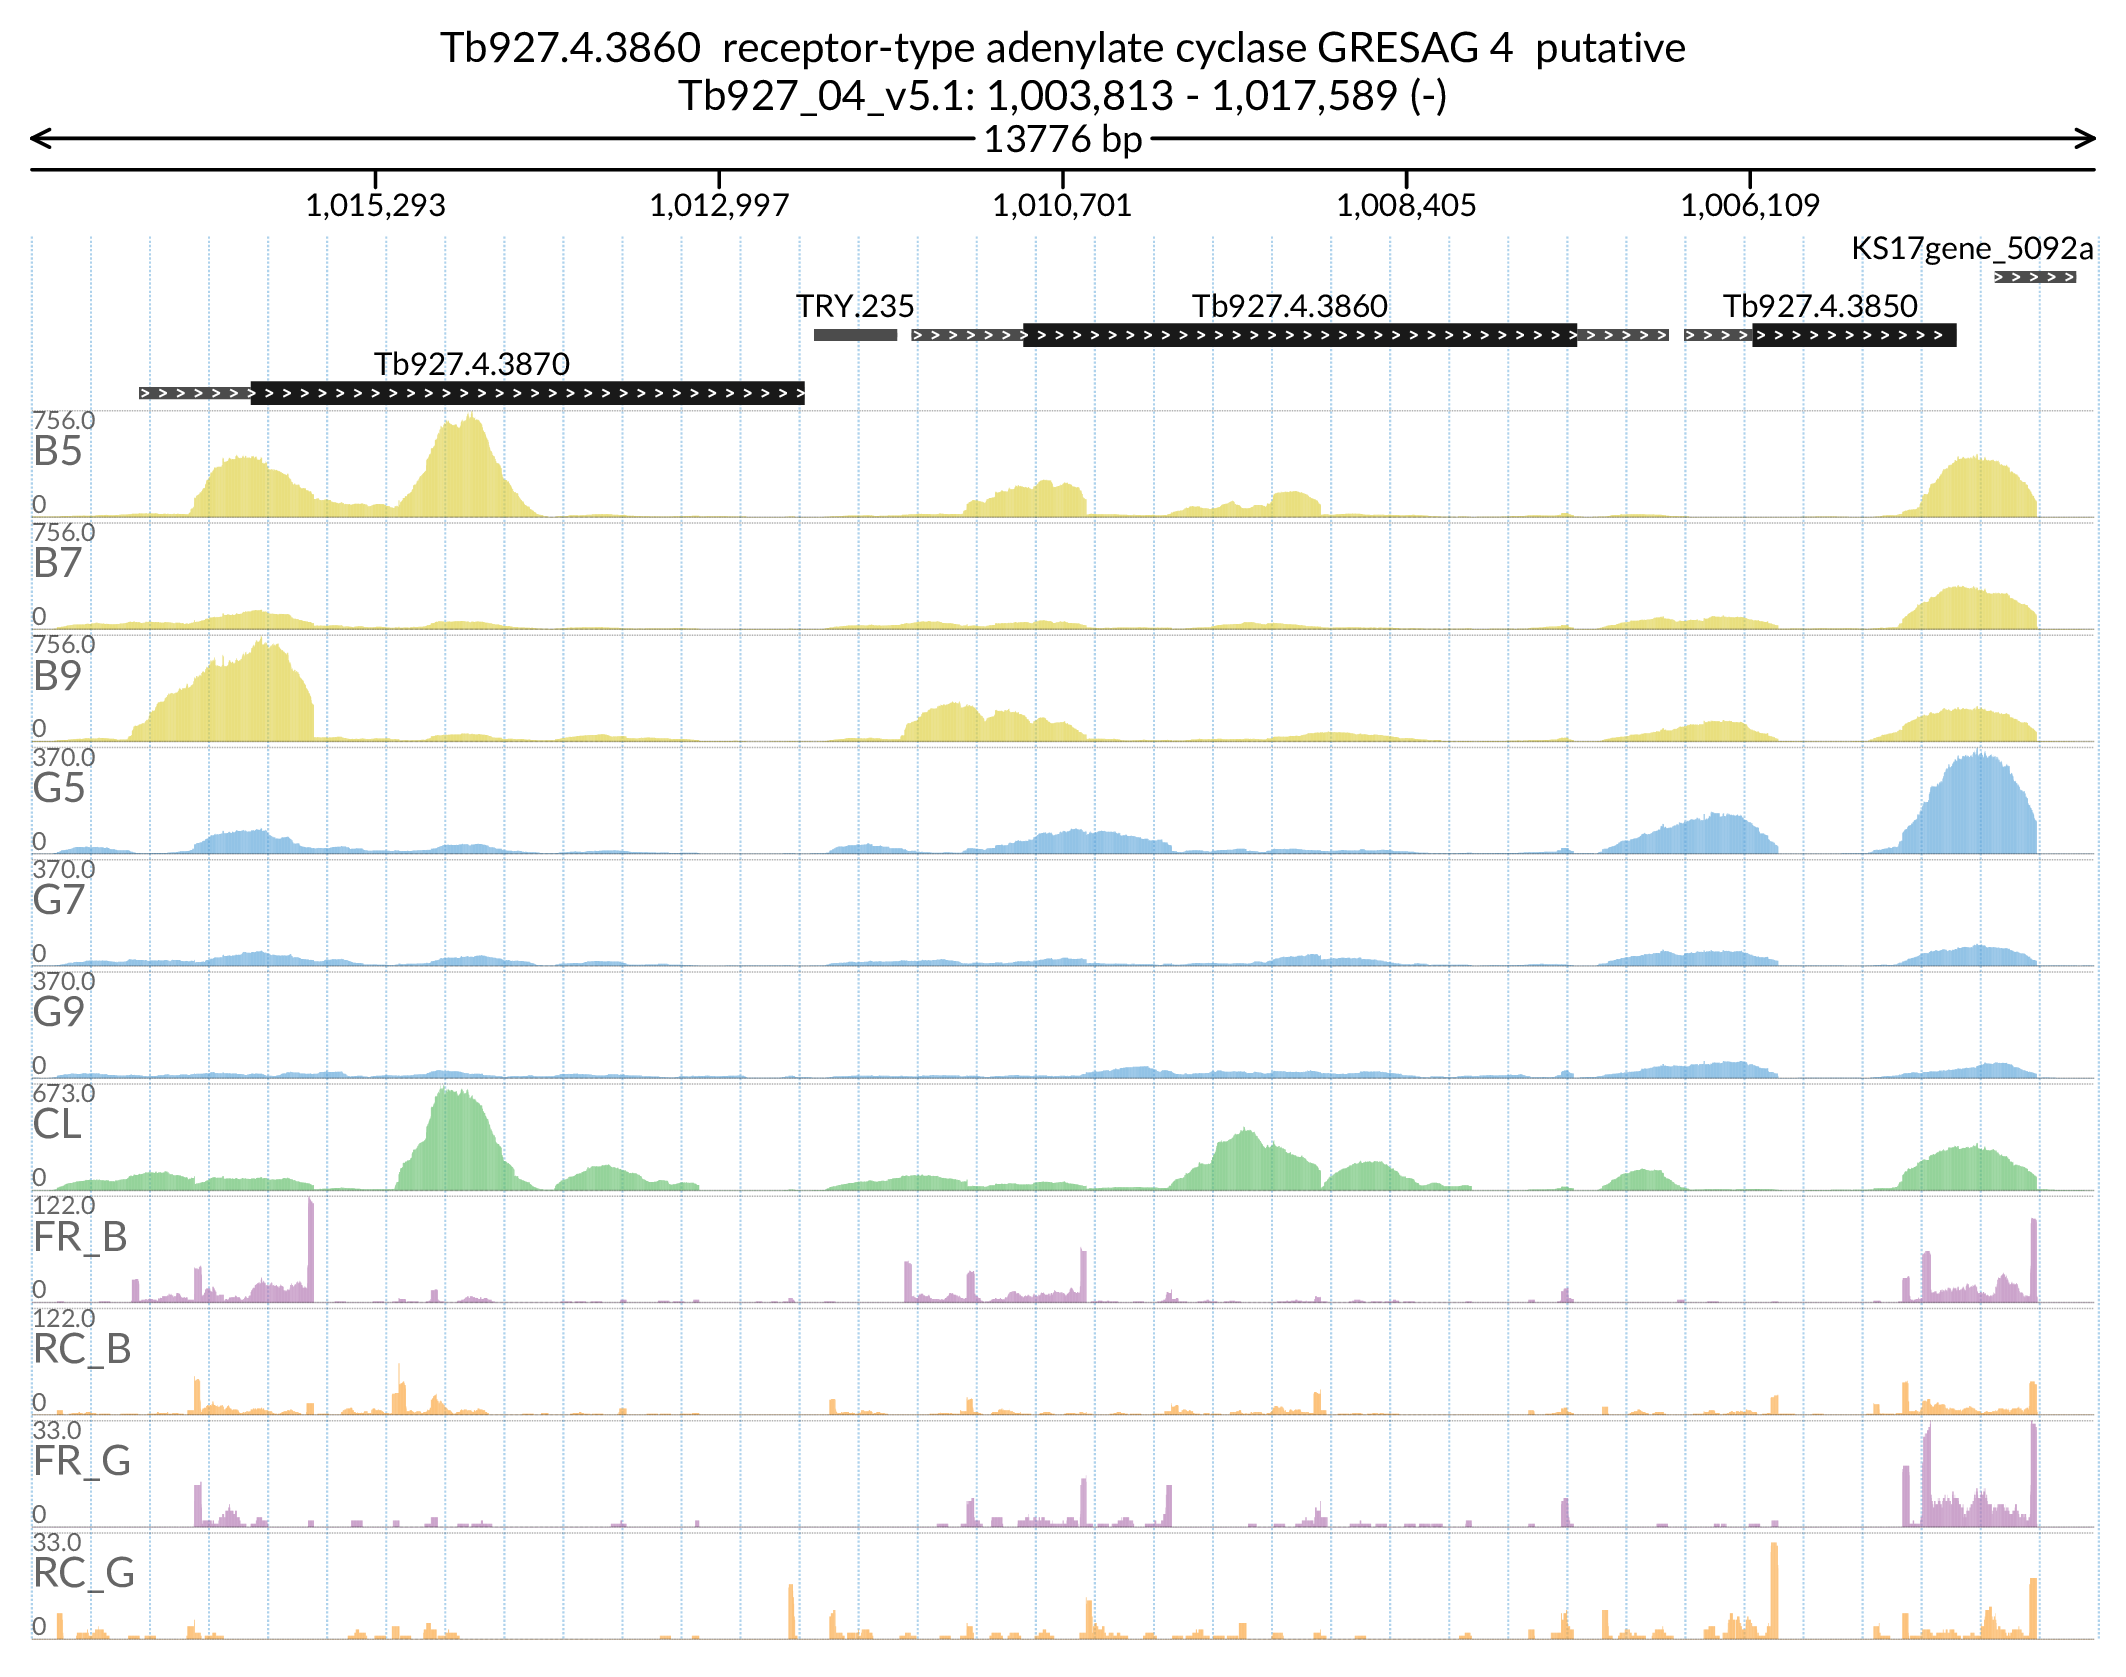 Tb927.4.3860  receptor-type adenylate cyclase GRESAG 4  putative
Tb927_04_v5.1: 1,003,813 - 1,017,589 (-)
13776 bp
1,015,293 1,012,997 1,010,701 1,008,405 1,006,109
KS17gene_5092a
TRY.235 Tb927.4.3860 Tb927.4.3850
Tb927.4.3870
756.0
B5
0
756.0
B7
0
756.0
B9
0
370.0
G5
0
370.0
G7
0
370.0
G9
0
673.0
CL
0
122.0
FR_B
0
122.0
RC_B
0
33.0
FR_G
0
33.0
RC_G
0